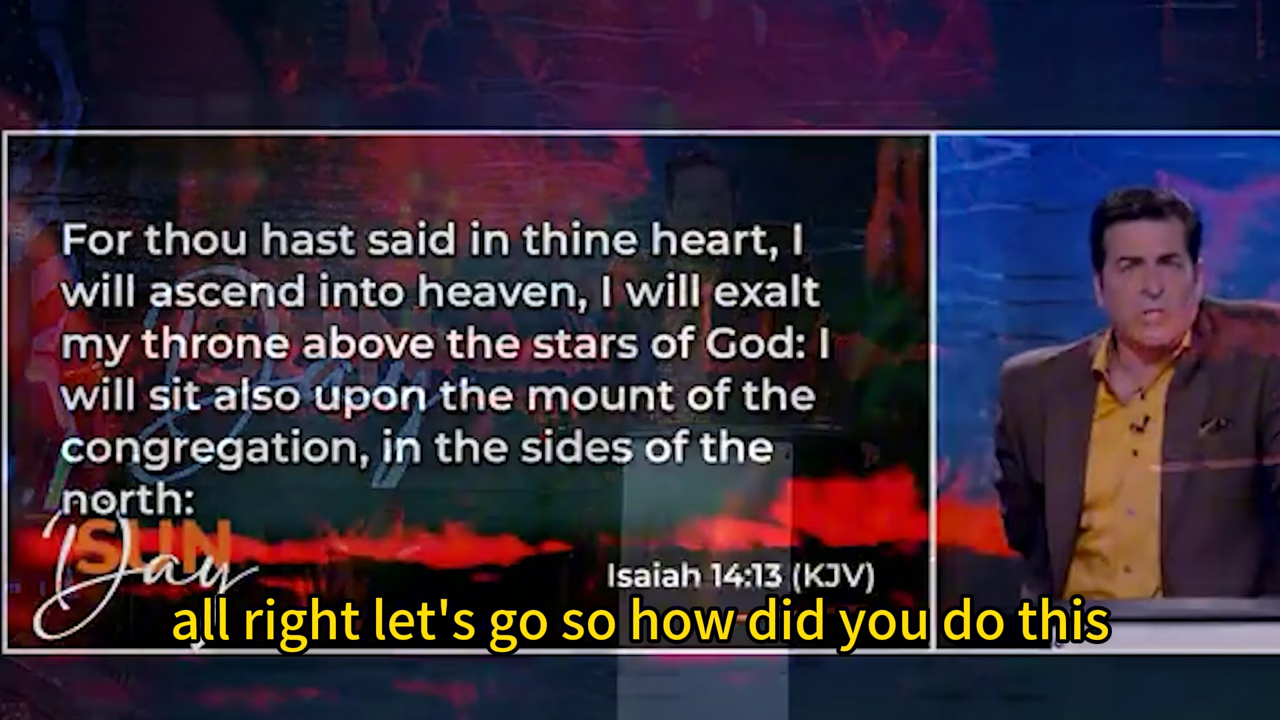 For thou hast said in thine heart, I
will ascend into heaven, I will exalt
my throne above the stars of God: I
will sit also upon the mount of the
congregation, in the sides of the
north:
SUN
Day
Isaiah 14:13 (KJV)
all right let's go so how did you do this